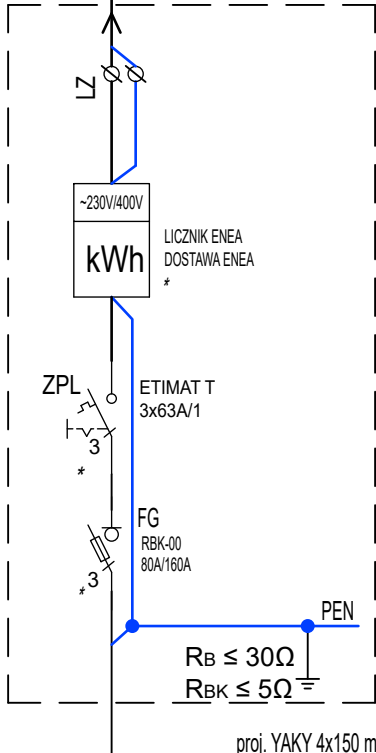 LZ
~230V/400V
kWh
LICZNIK ENEA
DOSTAWA ENEA
*
ZPL
ETIMAT T
3x63A/1
3
*
FG
RBK-00
80A/160A
3
*
PEN
RB ≤ 30Ω
RBK ≤ 5Ω
proj. YAKY 4x150 m